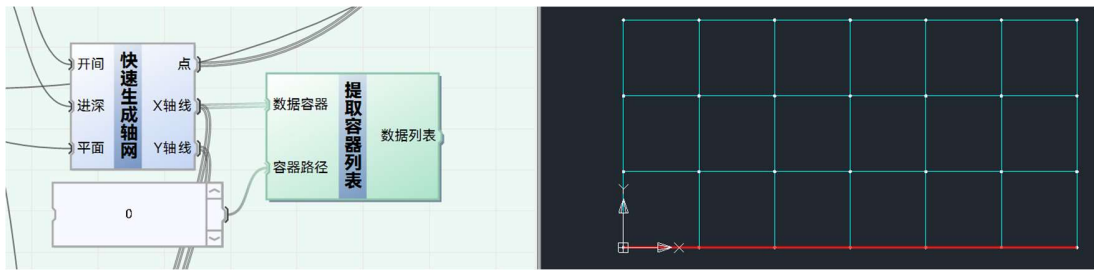 快速生成轴网
开间
进深
平面
点
X轴线
Y轴线
提取容器列表
数据容器
容器路径
数据列表
0
Y
X